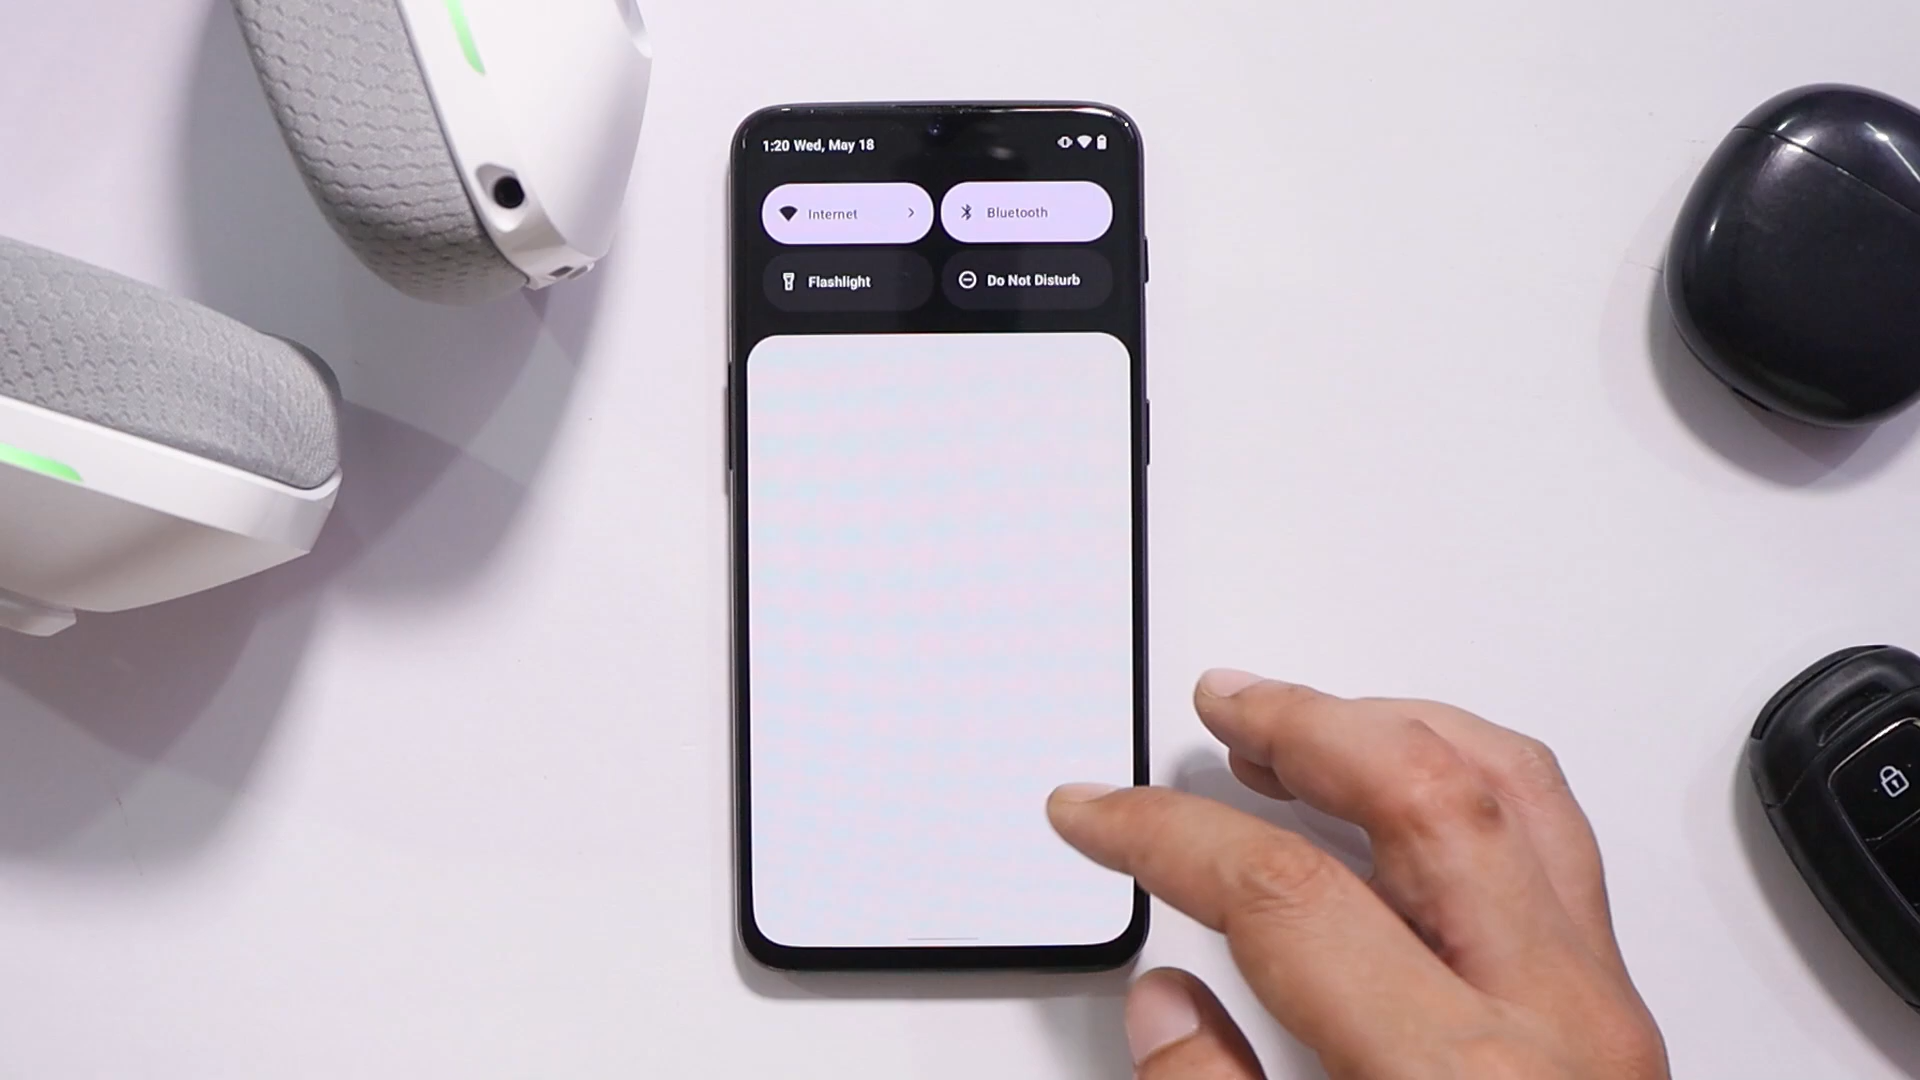 1:20 Wed, May 18
Internet
Bluetooth
Flashlight
Do Not Disturb